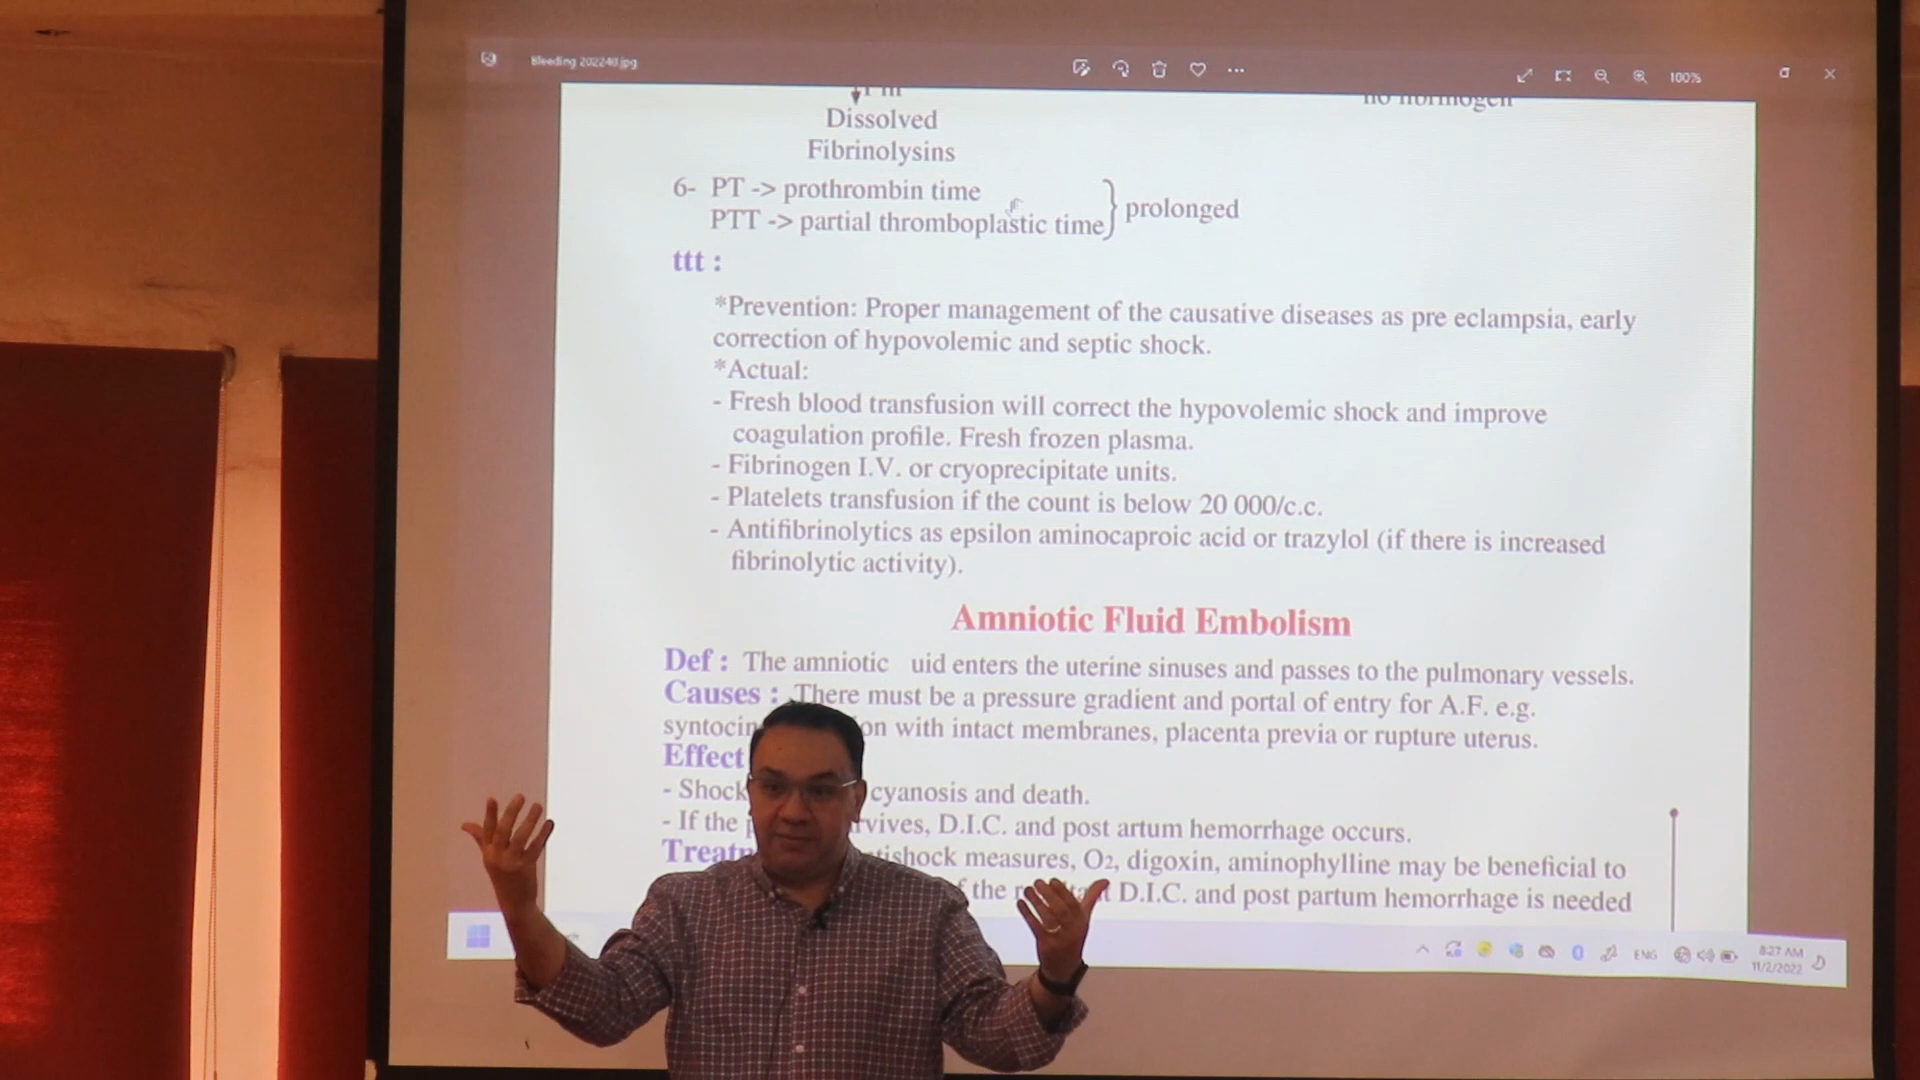 Bleeding 202240.jpg
100%
no fibrinogen
Dissolved
Fibrinolysins
6- PT -> prothrombin time
PTT -> partial thromboplastic time
prolonged
ttt :
*Prevention: Proper management of the causative diseases as pre eclampsia, early
correction of hypovolemic and septic shock.
*Actual:
- Fresh blood transfusion will correct the hypovolemic shock and improve
coagulation profile. Fresh frozen plasma.
- Fibrinogen I.V. or cryoprecipitate units.
- Platelets transfusion if the count is below 20 000/c.c.
- Antifibrinolytics as epsilon aminocaproic acid or trazylol (if there is increased
fibrinolytic activity).
Amniotic Fluid Embolism
Def : The amniotic uid enters the uterine sinuses and passes to the pulmonary vessels.
Causes : There must be a pressure gradient and portal of entry for A.F. e.g.
with intact membranes, placenta previa or rupture uterus.
Effect
- Shock cyanosis and death.
- If the D.I.C. and post artum hemorrhage occurs.
measures, O2, digoxin, aminophylline may be beneficial to
the D.I.C. and post partum hemorrhage is needed
ENG
8:27 AM
11/2/2022